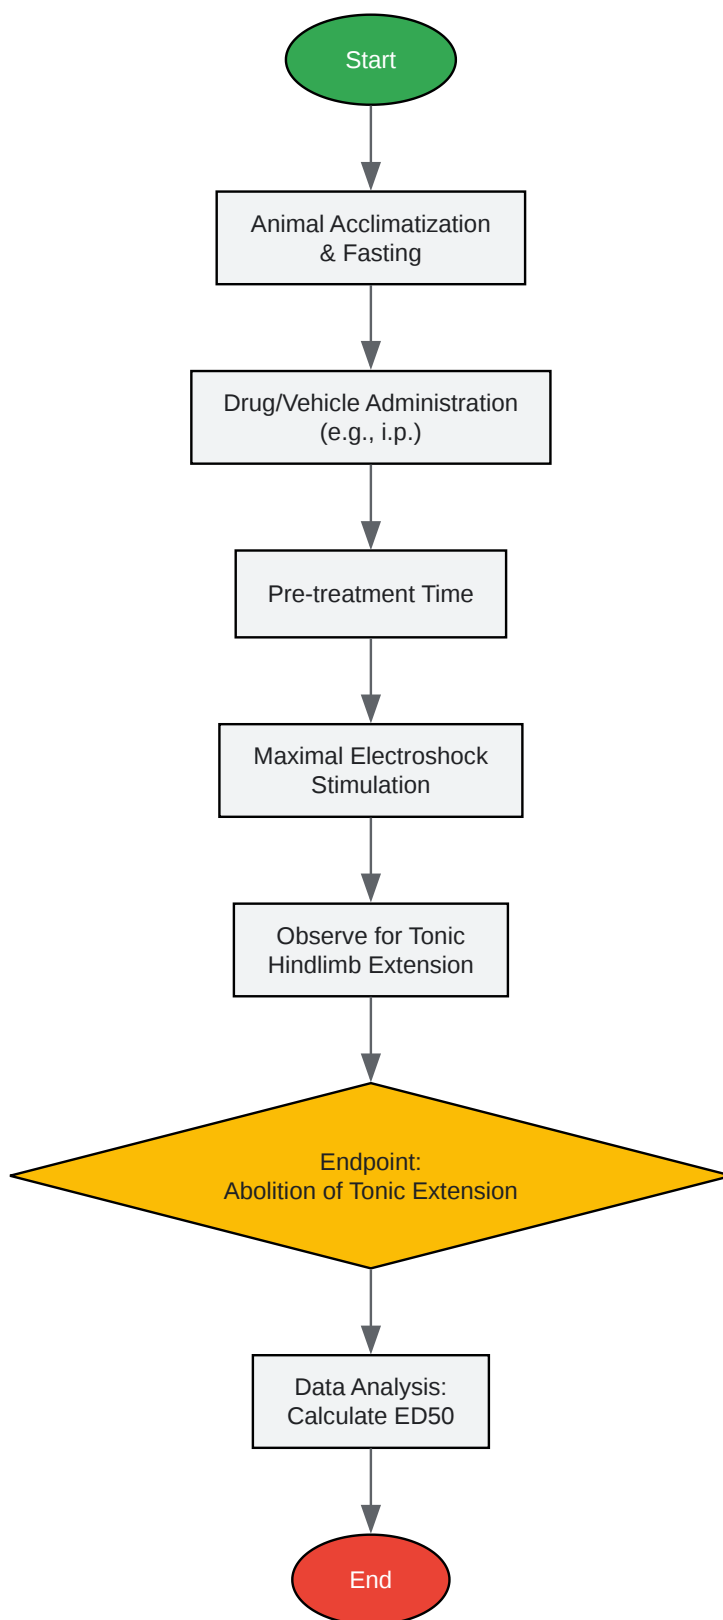 Start
Animal Acclimatization
& Fasting
Drug/Vehicle Administration
(e.g., i.p.)
Pre-treatment Time
Maximal Electroshock
Stimulation
Observe for Tonic
Hindlimb Extension
Endpoint:
Abolition of Tonic Extension
Data Analysis:
Calculate ED50
End